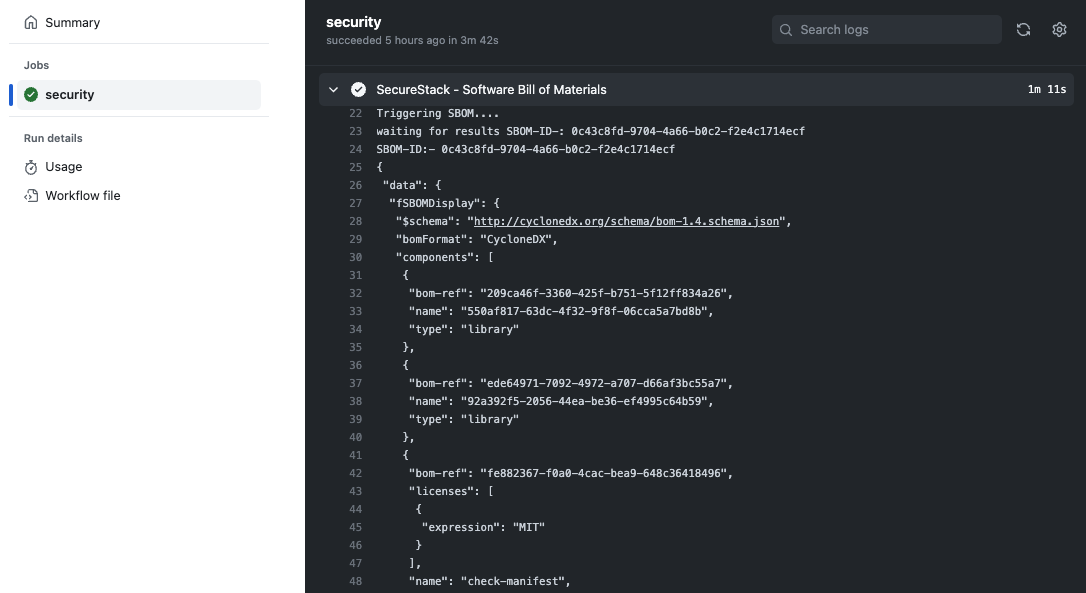 Summary
Jobs
security
Run details
Usage
Workflow file
security
succeeded 5 hours ago in 3m 42s
Search logs
SecureStack - Software Bill of Materials 1m 11s
22 Triggering SBOM....
23 waiting for results SBOM-ID-: 0c43c8fd-9704-4a66-b0c2-f2e4c1714ecf
24 SBOM-ID:- 0c43c8fd-9704-4a66-b0c2-f2e4c1714ecf
25 {
26 "data": {
27 "fSBOMDisplay": {
28 "$schema": "http://cyclonedx.org/schema/bom-1.4.schema.json",
29 "bomFormat": "CycloneDX",
30 "components": [
31 {
32 "bom-ref": "209ca46f-3360-425f-b751-5f12ff834a26",
33 "name": "550af817-63dc-4f32-9f8f-06cca5a7bd8b",
34 "type": "library"
35 },
36 {
37 "bom-ref": "ede64971-7092-4972-a707-d66af3bc55a7",
38 "name": "92a392f5-2056-44ea-be36-ef4995c64b59",
39 "type": "library"
40 },
41 {
42 "bom-ref": "fe882367-f0a0-4cac-bea9-648c36418496",
43 "licenses": [
44 {
45 "expression": "MIT"
46 }
47 ],
48 "name": "check-manifest",